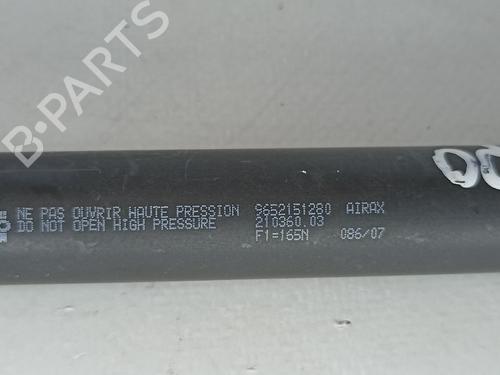 B-PARTS
NE PAS OUVRIR HAUTE PRESSION 9652151280 AIRAX
DO NOT OPEN HIGH PRESSURE 210360.03
F1=165N 086/07